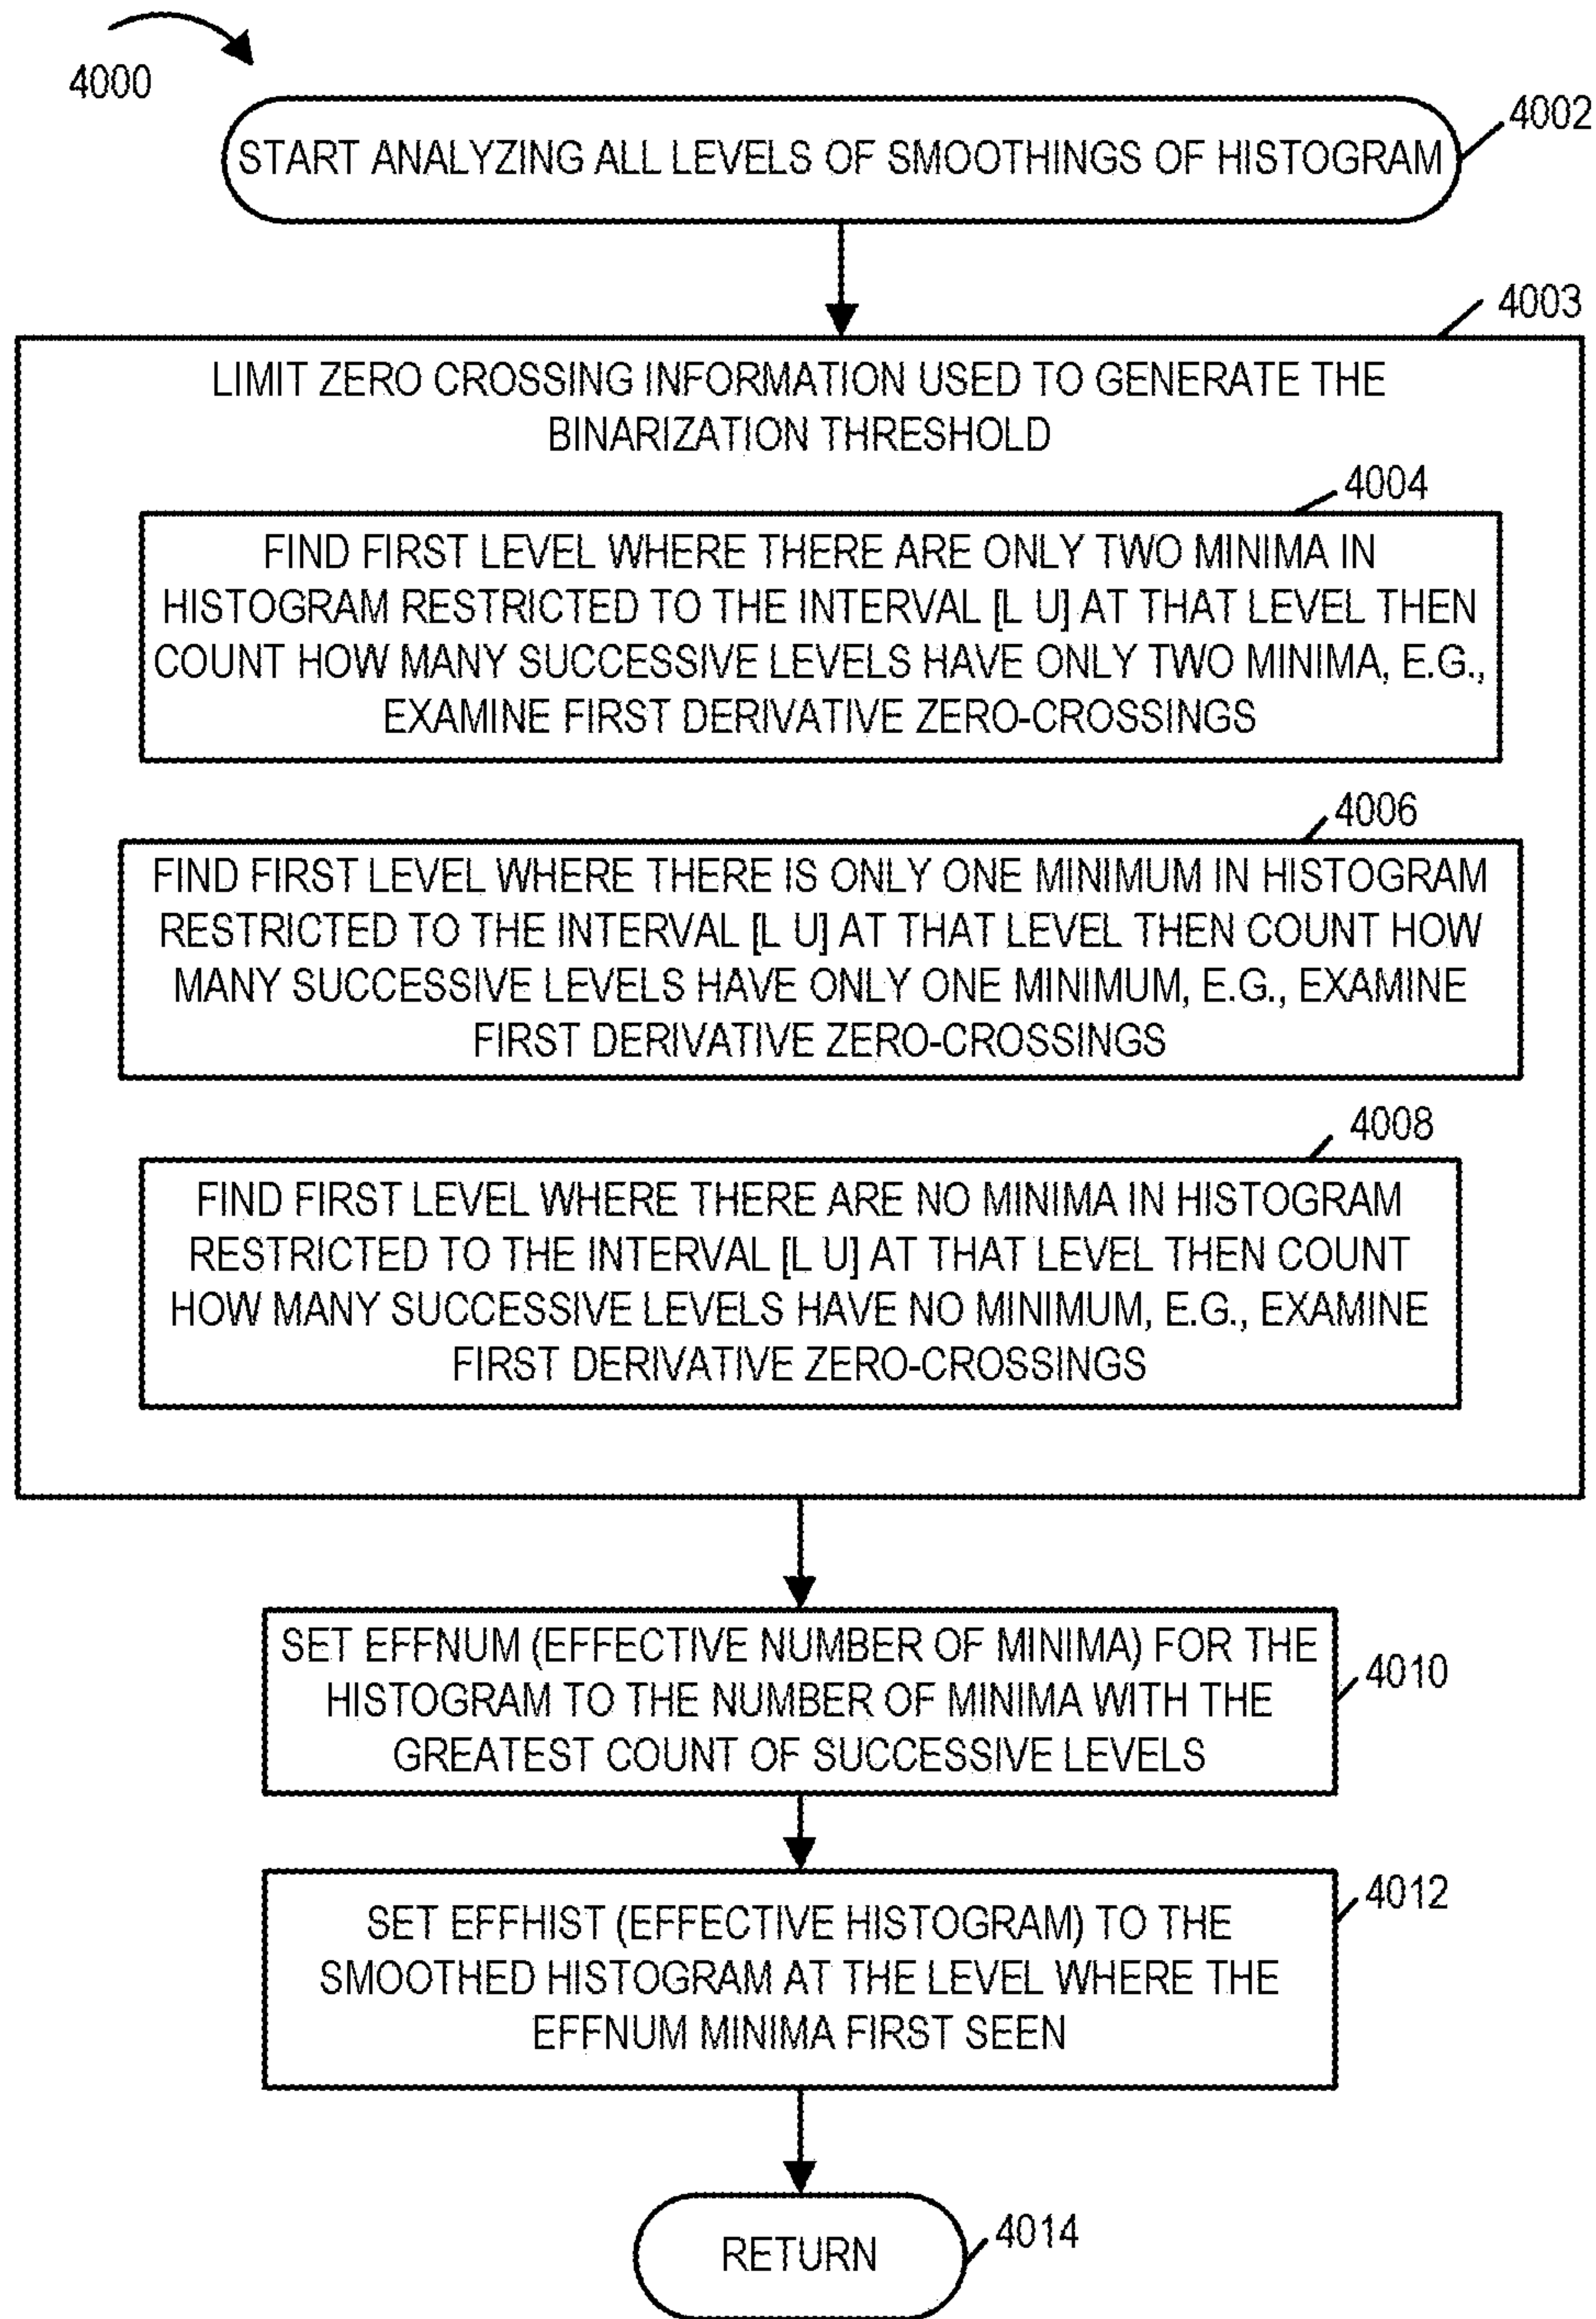 4000
4002
START ANALYZING ALL LEVELS OF SMOOTHINGS OF HISTOGRAM
4003
LIMIT ZERO CROSSING INFORMATION USED TO GENERATE THE
BINARIZATION THRESHOLD
4004
FIND FIRST LEVEL WHERE THERE ARE ONLY TWO MINIMA IN
HISTOGRAM RESTRICTED TO THE INTERVAL [L U] AT THAT LEVEL THEN
COUNT HOW MANY SUCCESSIVE LEVELS HAVE ONLY TWO MINIMA, E.G.,
EXAMINE FIRST DERIVATIVE ZERO-CROSSINGS
4006
FIND FIRST LEVEL WHERE THERE IS ONLY ONE MINIMUM IN HISTOGRAM
RESTRICTED TO THE INTERVAL [L U] AT THAT LEVEL THEN COUNT HOW
MANY SUCCESSIVE LEVELS HAVE ONLY ONE MINIMUM, E.G., EXAMINE
FIRST DERIVATIVE ZERO-CROSSINGS
4008
FIND FIRST LEVEL WHERE THERE ARE NO MINIMA IN HISTOGRAM
RESTRICTED TO THE INTERVAL [L U] AT THAT LEVEL THEN COUNT
HOW MANY SUCCESSIVE LEVELS HAVE NO MINIMUM, E.G., EXAMINE
FIRST DERIVATIVE ZERO-CROSSINGS
SET EFFNUM (EFFECTIVE NUMBER OF MINIMA) FOR THE
HISTOGRAM TO THE NUMBER OF MINIMA WITH THE
GREATEST COUNT OF SUCCESSIVE LEVELS
4010
SET EFFHIST (EFFECTIVE HISTOGRAM) TO THE
SMOOTHED HISTOGRAM AT THE LEVEL WHERE THE
EFFNUM MINIMA FIRST SEEN
4012
RETURN
4014